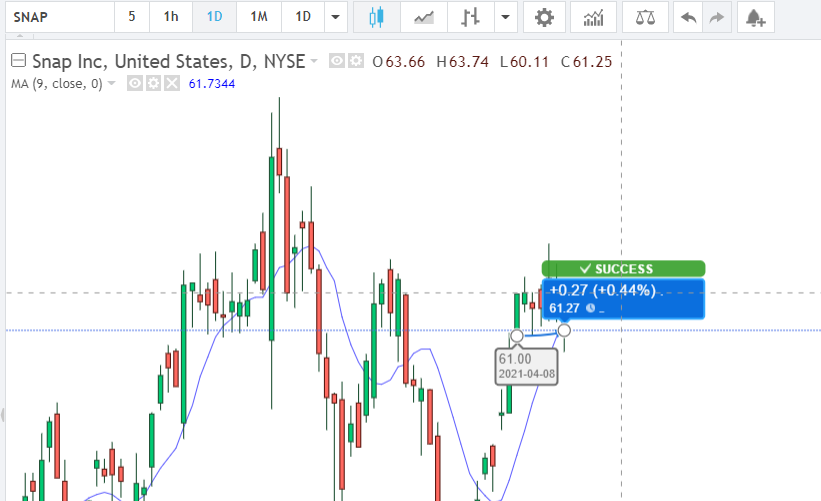 SNAP 5 1h 1D 1M 1D
Snap Inc, United States, D, NYSE O63.66 H63.74 L60.11 C61.25
MA (9, close, 0) 61.7344
✓ SUCCESS
+0.27 (+0.44%)
61.27
61.00
2021-04-08